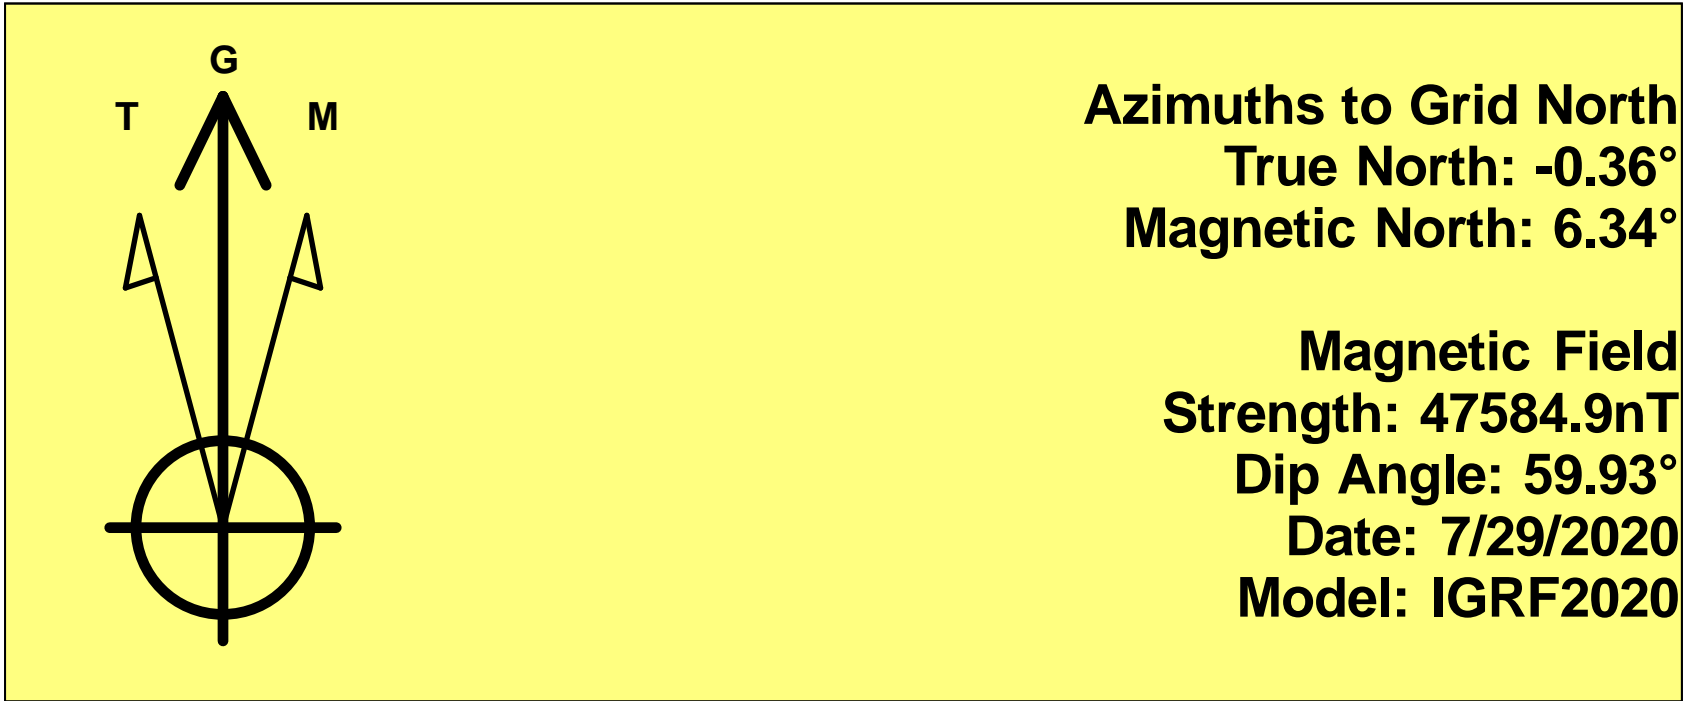 G
T M
Azimuths to Grid North
True North: -0.36°
Magnetic North: 6.34°
Magnetic Field
Strength: 47584.9nT
Dip Angle: 59.93°
Date: 7/29/2020
Model: IGRF2020